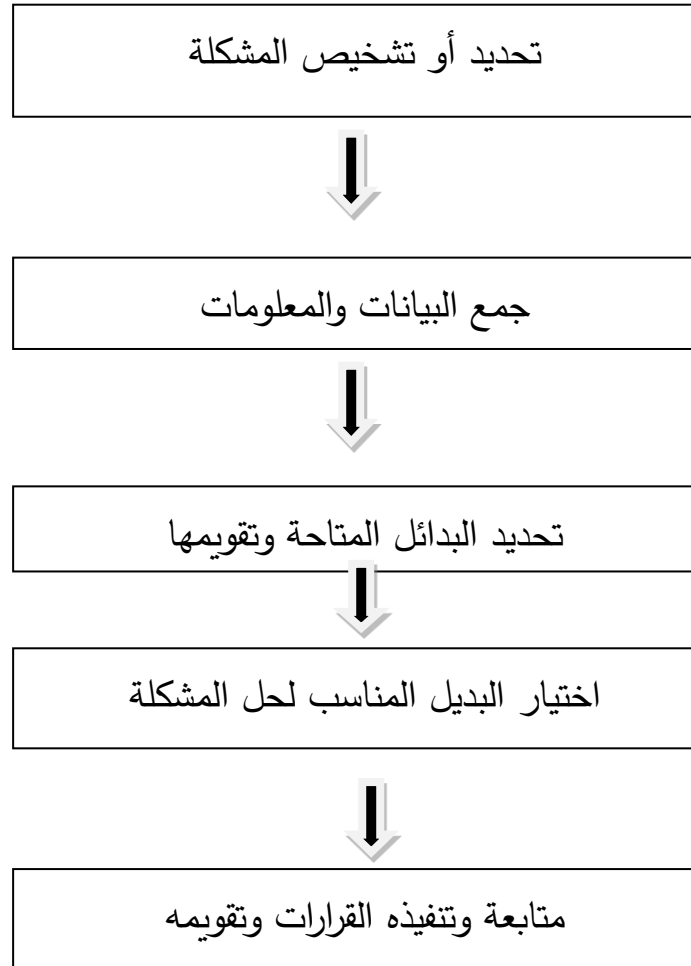 تحديد أو تشخيص المشكلة
جمع البيانات والمعلومات
تحديد البدائل المتاحة وتقويمها
اختيار البديل المناسب لحل المشكلة
متابعة وتنفيذه القرارات وتقويمه